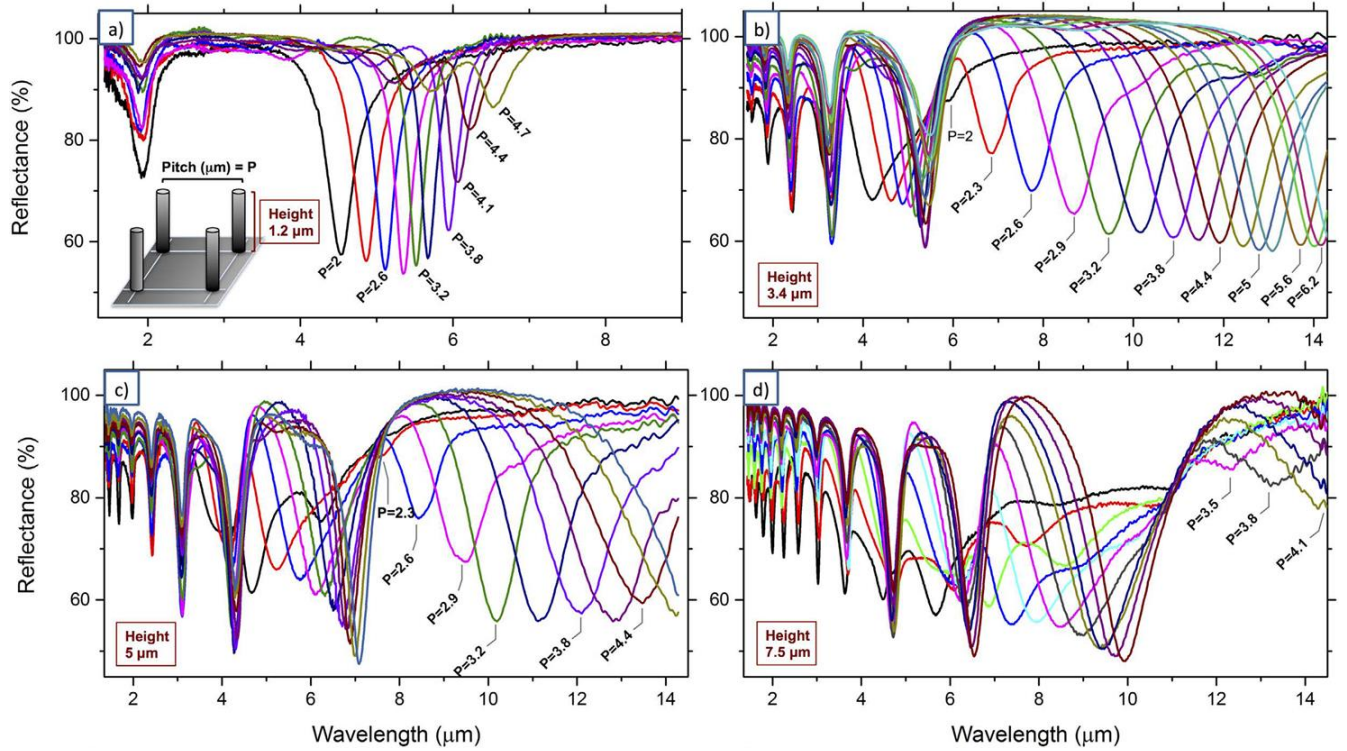 a)
Reflectance (%)
100
80
60
2
4
6
8
Pitch (μm) = P
Height
1.2 μm
P=2
P=2.6
P=3.2
P=3.8
P=4.1
P=4.4
P=4.7
b)
100
80
60
2
4
6
8
10
12
14
Height
3.4 μm
P=2
P=2.3
P=2.6
P=2.9
P=3.2
P=3.8
P=4.4
P=5
P=5.6
P=6.2
c)
Reflectance (%)
100
80
60
2
4
6
8
10
12
14
Wavelength (μm)
Height
5 μm
P=2.3
P=2.6
P=2.9
P=3.2
P=3.8
P=4.4
d)
100
80
60
2
4
6
8
10
12
14
Wavelength (μm)
Height
7.5 μm
P=3.5
P=3.8
P=4.1